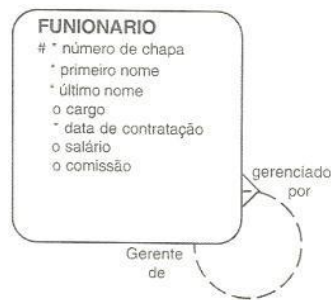 FUNIONARIO
# * número de chapa
* primeiro nome
* último nome
o cargo
* data de contratação
o salário
o comissão
gerenciado
por
Gerente
de